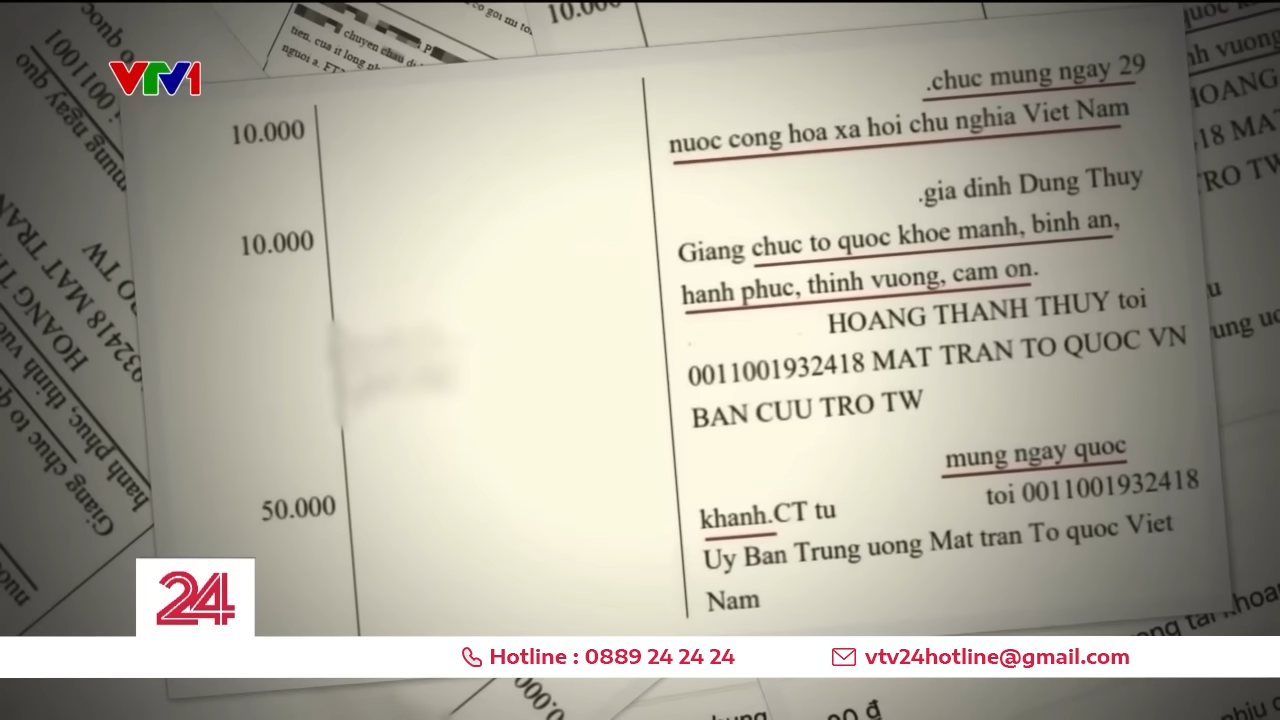 VTV1
10.000
.chuc mung ngay 29
nuoc cong hoa xa hoi chu nghia Viet Nam
10.000
.gia dinh Dung Thuy
Giang chuc to quoc khoe manh, binh an,
hanh phuc, thinh vuong, cam on.
HOANG THANH THUY toi
0011001932418 MAT TRAN TO QUOC VN
BAN CUU TRO TW
50.000
mung ngay quoc
khanh.CT tu
toi 0011001932418
Uy Ban Trung uong Mat tran To quoc Viet
Nam
24
Hotline : 0889 24 24 24
vtv24hotline@gmail.com